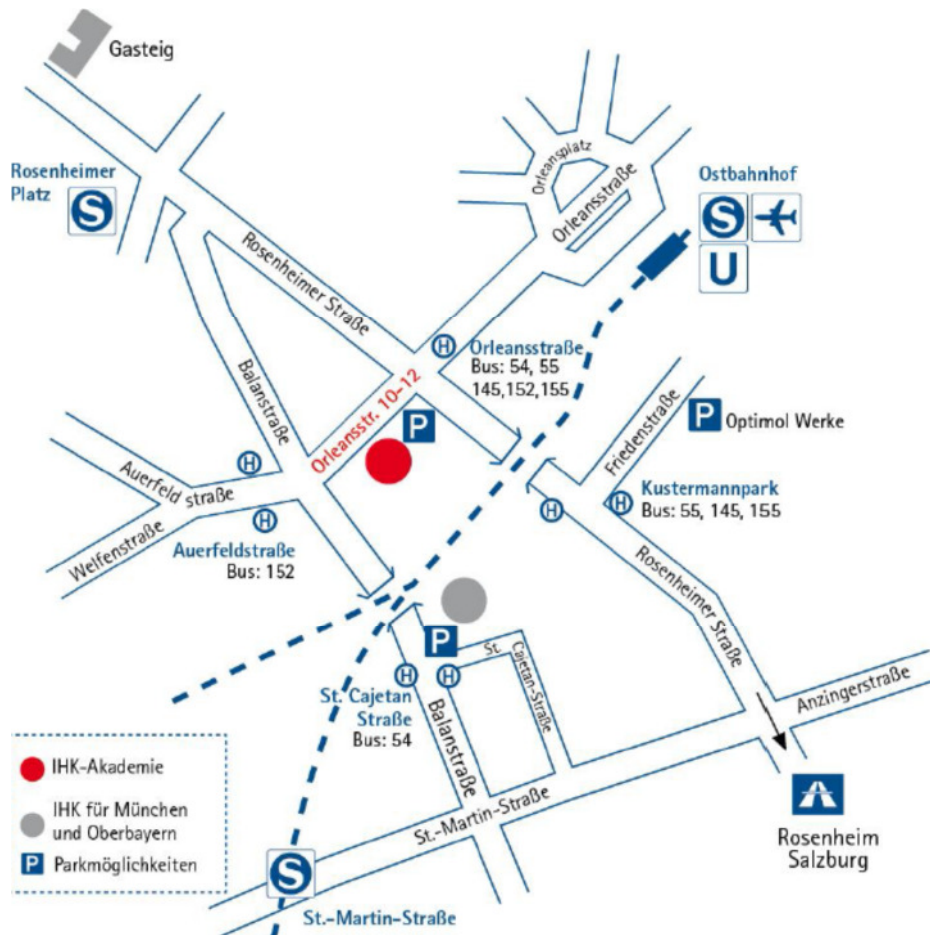 Gasteig
Rosenheimer
Platz
S
Orleansplatz
Orleansstraße
Ostbahnhof
S
U
Rosenheimer Straße
H
Orleansstraße
Bus: 54, 55
145,152,155
Balanstraße
Orleansstr. 10-12
P
Friedenstraße
P
Optimol Werke
Auerfeld straße
H
Welfenstraße
H
Auerfeldstraße
Bus: 152
H
H
Kustermannpark
Bus: 55, 145, 155
Rosenheimer Straße
P
St.
Cajetan-Straße
H
H
St. Cajetan
Straße
Bus: 54
Balanstraße
Anzingerstraße
St.-Martin-Straße
Rosenheim
Salzburg
IHK-Akademie
IHK für München
und Oberbayern
P
Parkmöglichkeiten
S
St.-Martin-Straße